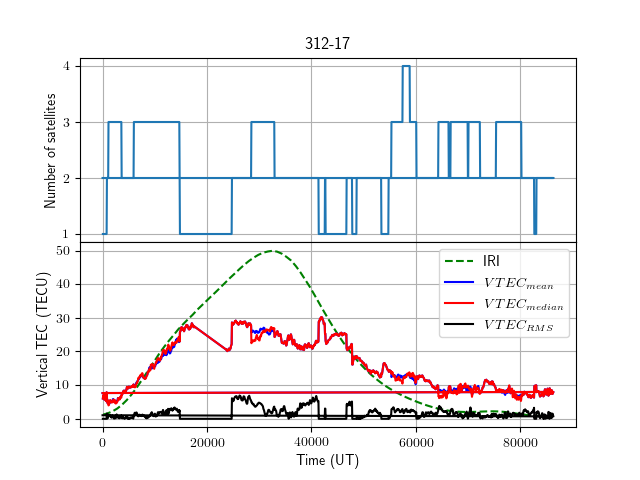 312-17
4
3
2
1
Number of satellites
50
40
30
20
10
0
Vertical TEC (TECU)
IRI
VTEC_mean
VTEC_median
VTEC_RMS
0 20000 40000 60000 80000
Time (UT)